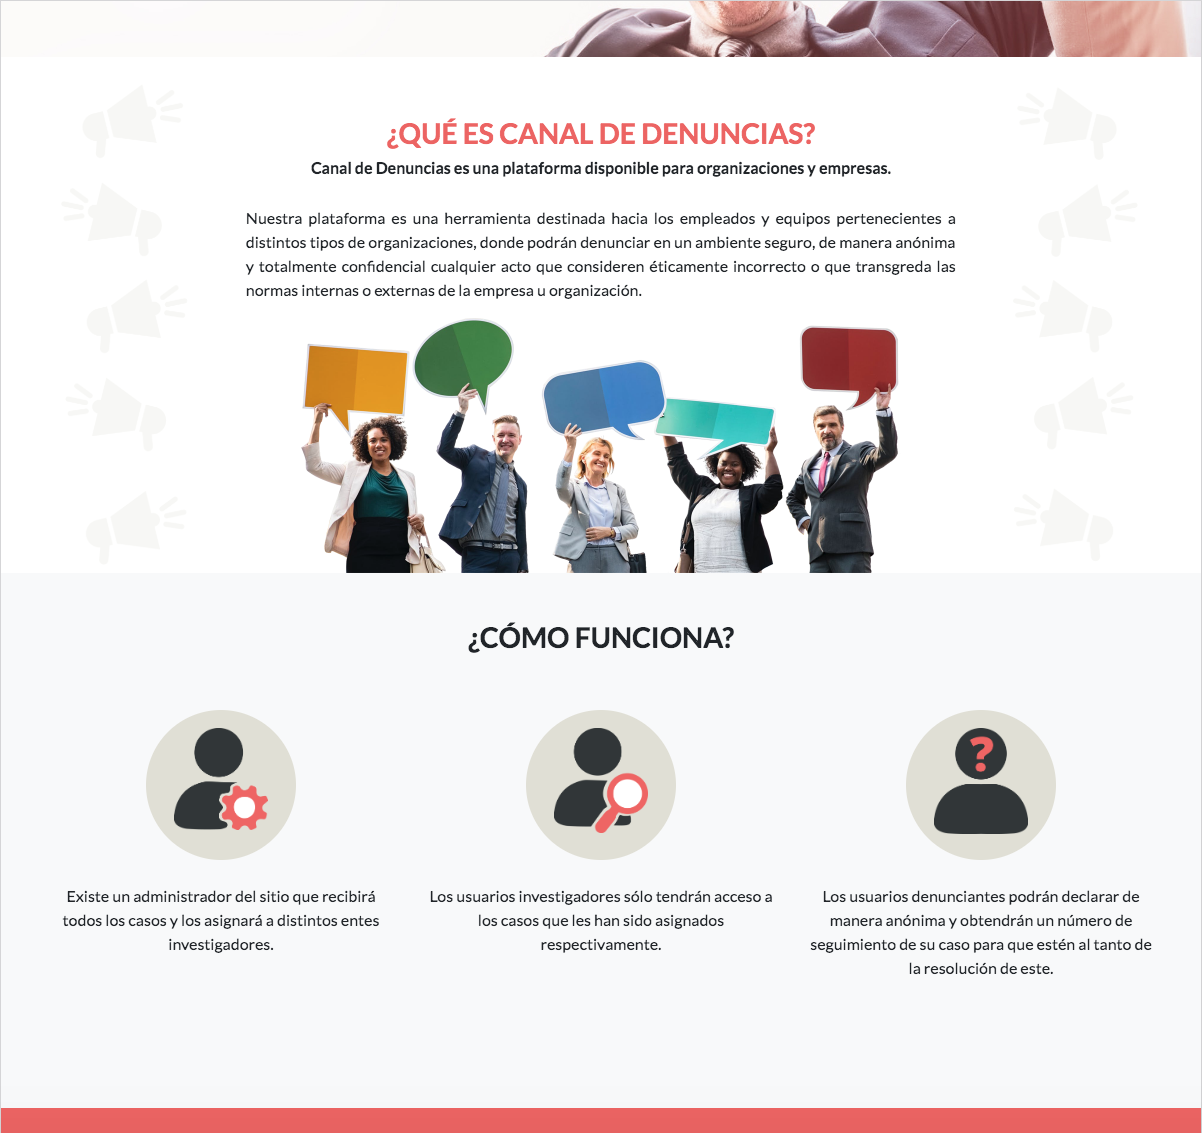 ¿QUÉ ES CANAL DE DENUNCIAS?
Canal de Denuncias es una plataforma disponible para organizaciones y empresas.
Nuestra plataforma es una herramienta destinada hacia los empleados y equipos pertenecientes a
distintos tipos de organizaciones, donde podrán denunciar en un ambiente seguro, de manera anónima
y totalmente confidencial cualquier acto que consideren éticamente incorrecto o que transgreda las
normas internas o externas de la empresa u organización.
¿CÓMO FUNCIONA?
?
Existe un administrador del sitio que recibirá
todos los casos y los asignará a distintos entes
investigadores.
Los usuarios investigadores sólo tendrán acceso a
los casos que les han sido asignados
respectivamente.
Los usuarios denunciantes podrán declarar de
manera anónima y obtendrán un número de
seguimiento de su caso para que estén al tanto de
la resolución de este.